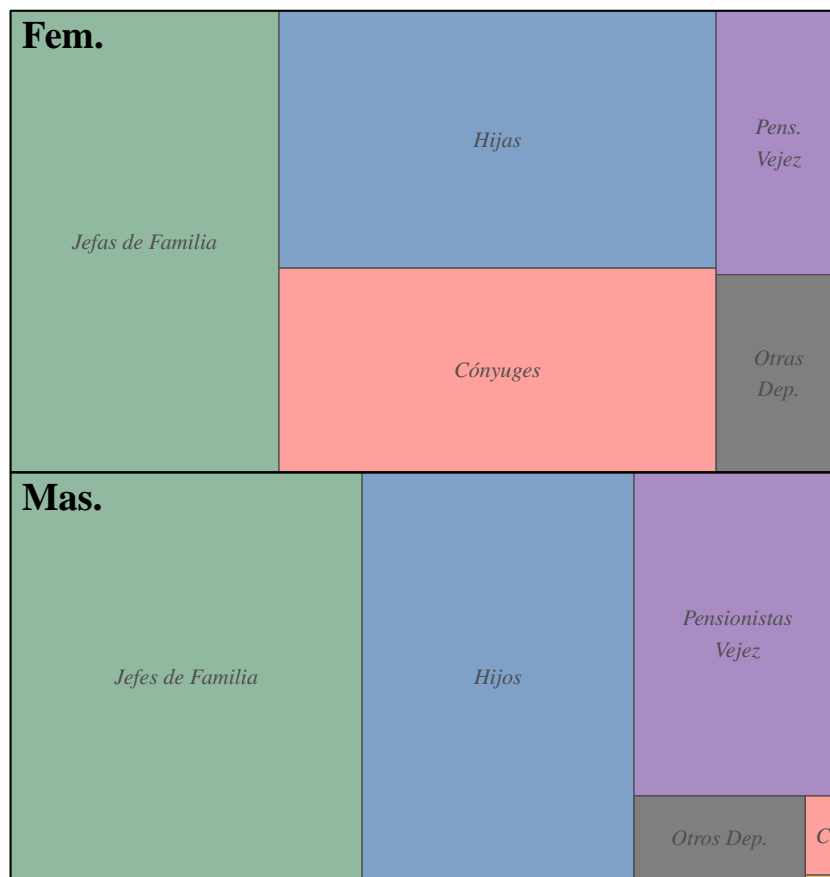 Fem.
Jefas de Familia
Hijas
Pens.
Vejez
Cónyuges
Otras
Dep.
Mas.
Jefes de Familia
Hijos
Pensionistas
Vejez
Otros Dep.
C